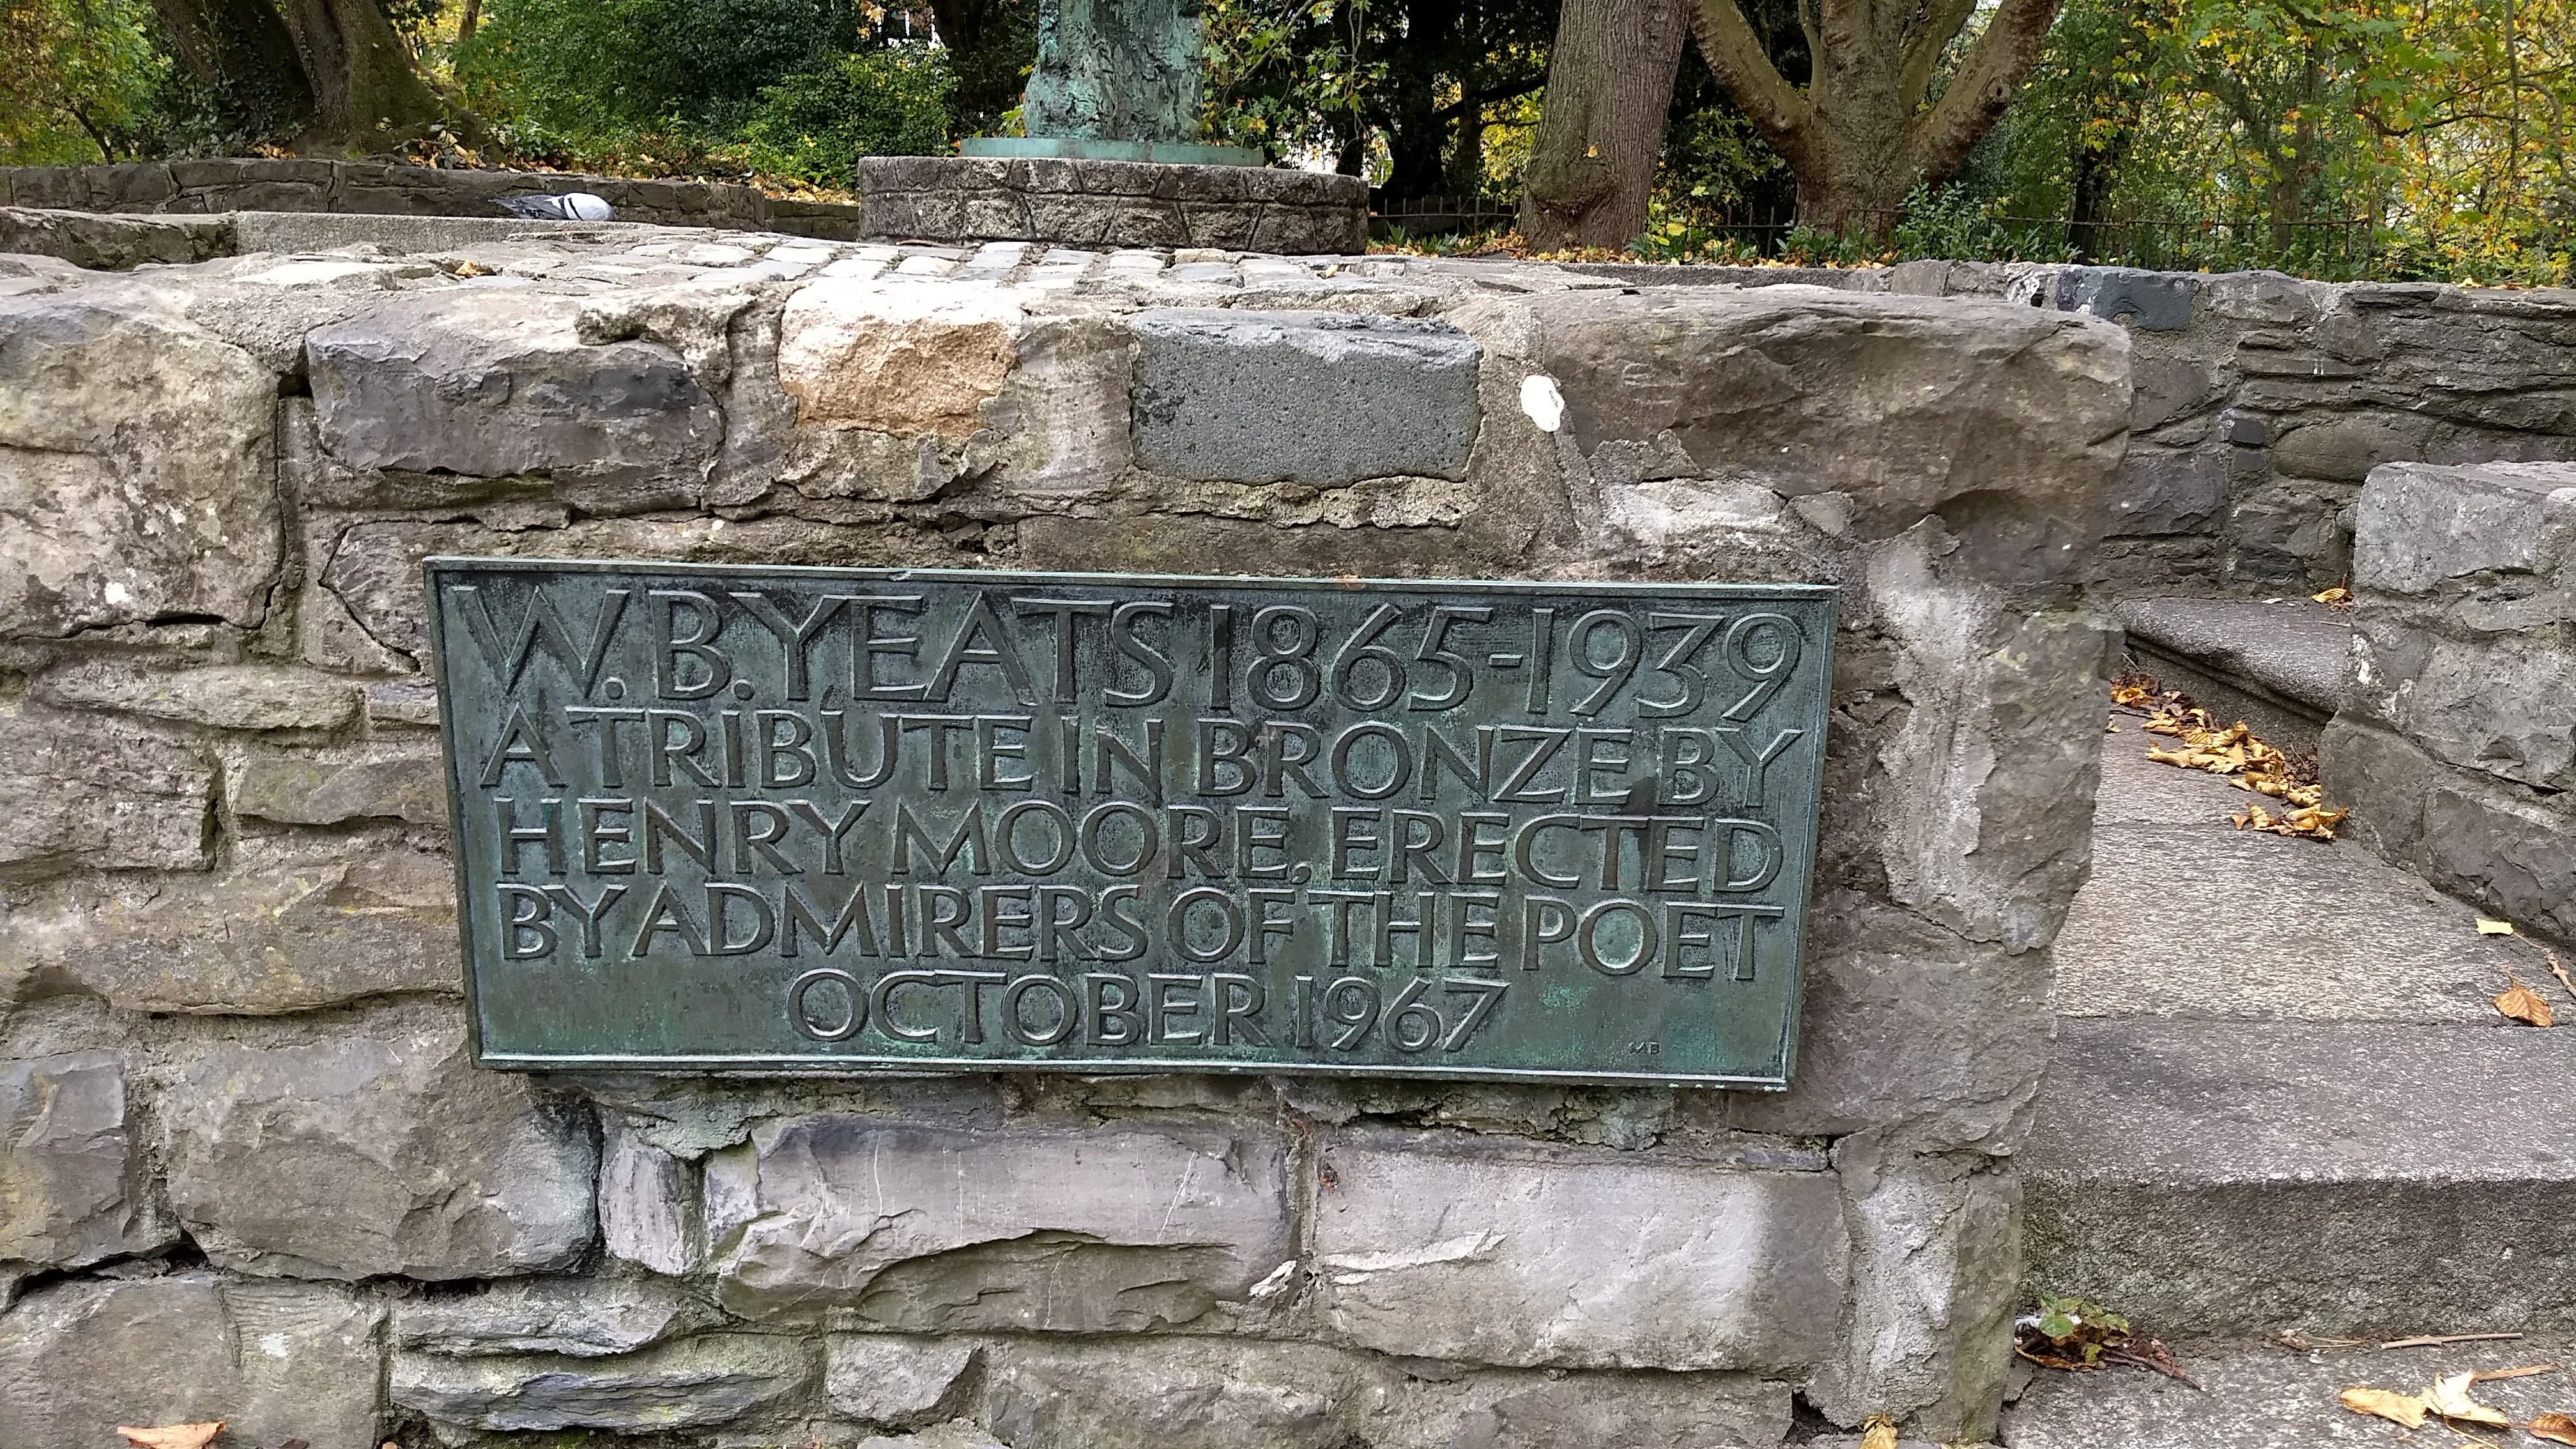 W. B. YEATS 1865-1939
A TRIBUTE IN BRONZE BY
HENRY MOORE, ERECTED
BY ADMIRERS OF THE POET
OCTOBER 1967